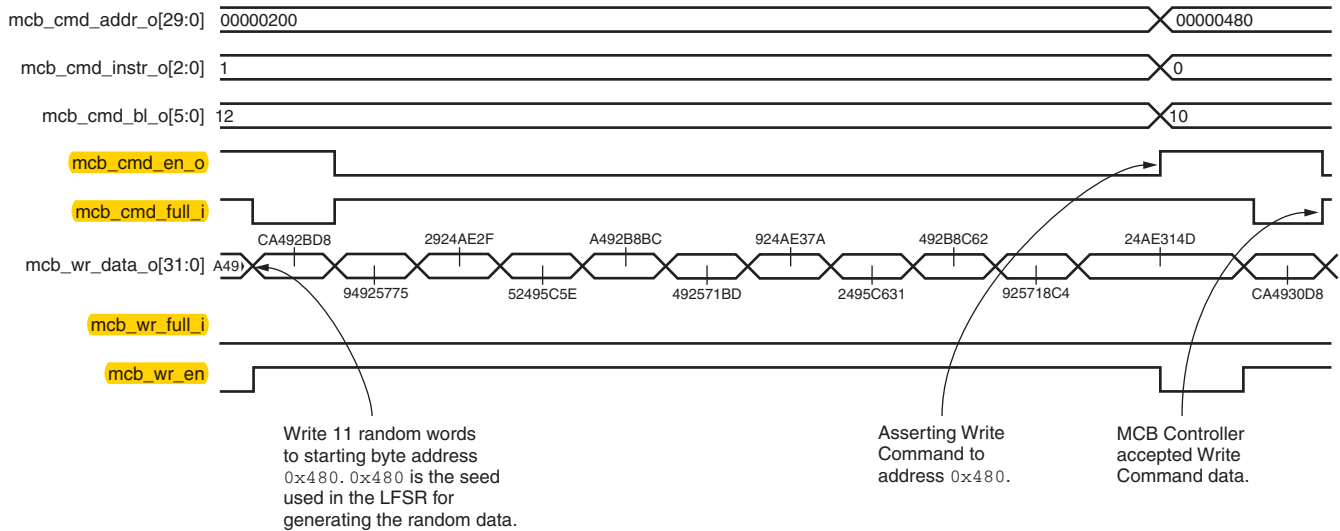 mcb_cmd_addr_o[29:0] 00000200 00000480
mcb_cmd_instr_o[2:0] 1 0
mcb_cmd_bl_o[5:0] 12 10
mcb_cmd_en_o
mcb_cmd_full_i
CA492BD8 2924AE2F A492B8BC 924AE37A 492B8C62 24AE314D
mcb_wr_data_o[31:0] A49
94925775 52495C5E 492571BD 2495C631 925718C4 CA4930D8
mcb_wr_full_i
mcb_wr_en
Write 11 random words
to starting byte address
0x480. 0x480 is the seed
used in the LFSR for
generating the random data.
Asserting Write
Command to
address 0x480.
MCB Controller
accepted Write
Command data.